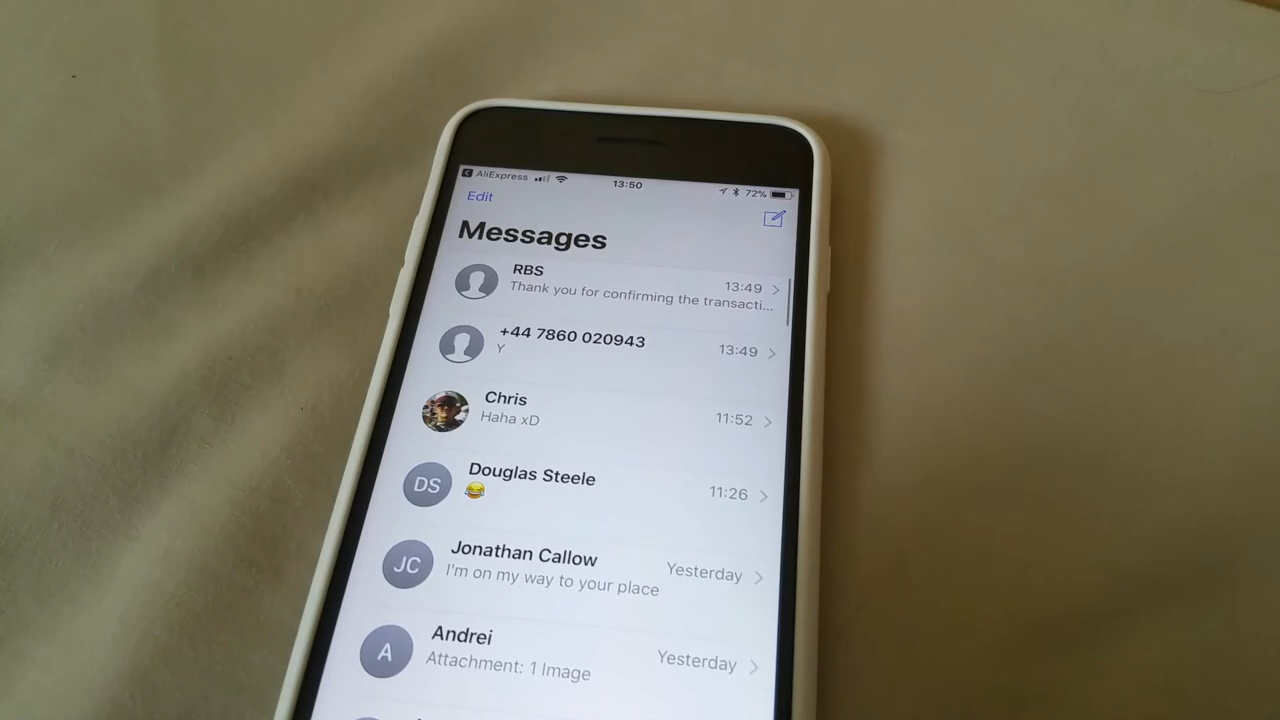 AliExpress 13:50 72%
Edit
Messages
RBS 13:49
Thank you for confirming the transacti...
+44 7860 020943 13:49
Y
Chris 11:52
Haha xD
DS Douglas Steele 11:26
😂
JC Jonathan Callow Yesterday
I'm on my way to your place
A Andrei Yesterday
Attachment: 1 Image